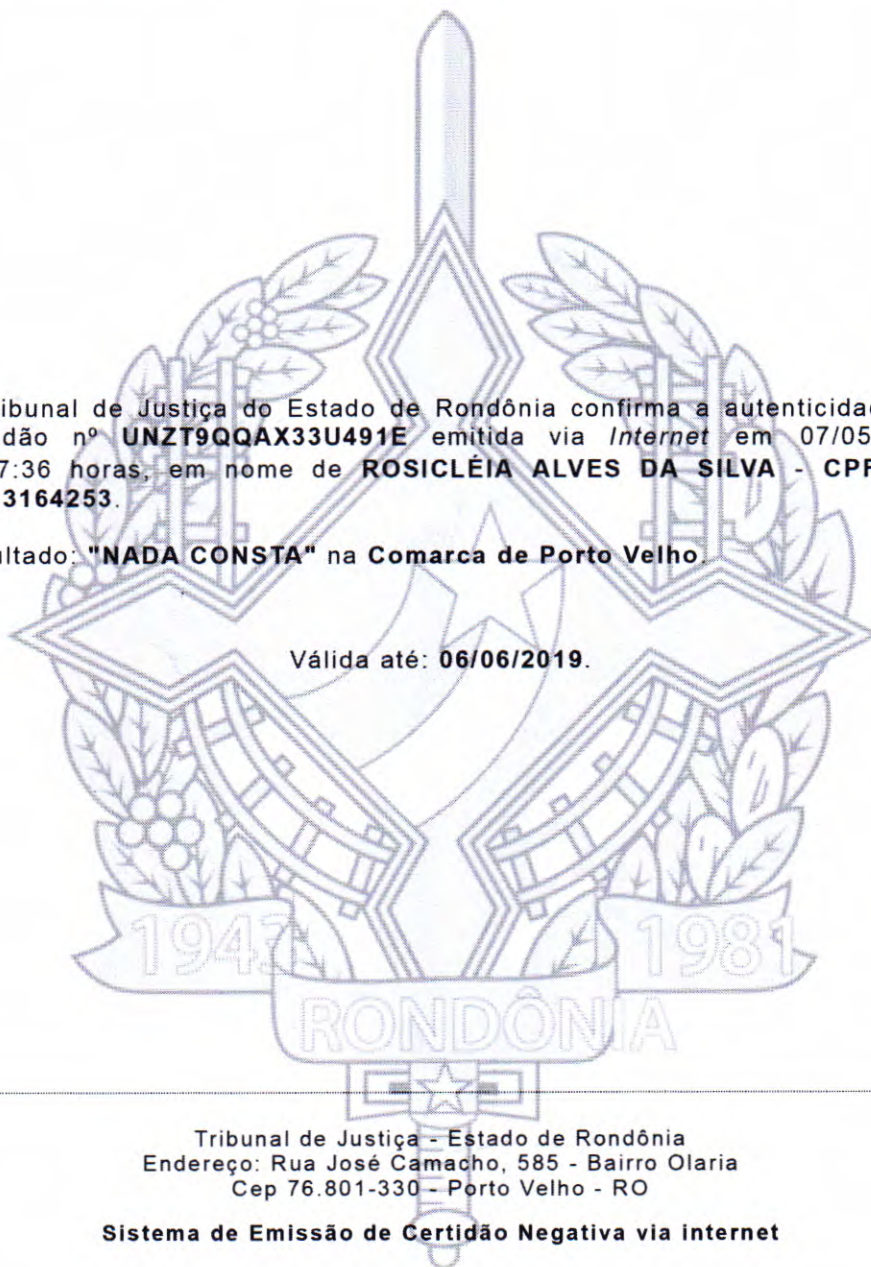 ibunal de Justiça do Estado de Rondônia confirma a autenticida
dão nº UNZT9QQAX33U491E emitida via Internet em 07/05
7:36 horas, em nome de ROSICLÉIA ALVES DA SILVA - CPF
3164253.
ultado: "NADA CONSTA" na Comarca de Porto Velho.
Válida até: 06/06/2019.
1943
1981
RONDÔNIA
Tribunal de Justiça - Estado de Rondônia
Endereço: Rua José Camacho, 585 - Bairro Olaria
Cep 76.801-330 - Porto Velho - RO
Sistema de Emissão de Certidão Negativa via internet